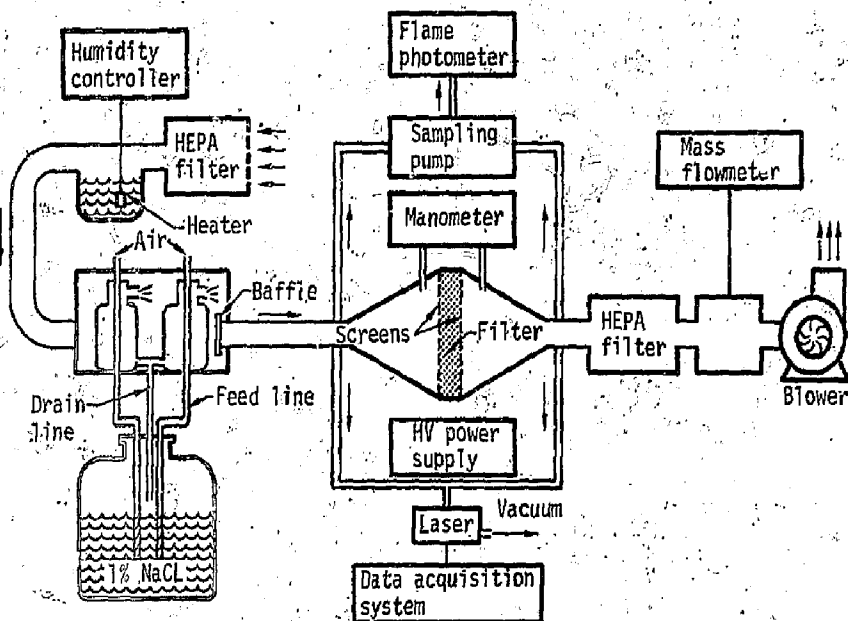 Humidity
controller
HEPA
filter
Heater
Air
Baffle
Drain
line
Feed line
1% NaCL
Flame
photometer
Sampling
pump
Manometer
Screens
Filter
HV power
supply
Laser
Vacuum
Data acquisition
system
HEPA
filter
Mass
flowmeter
Blower